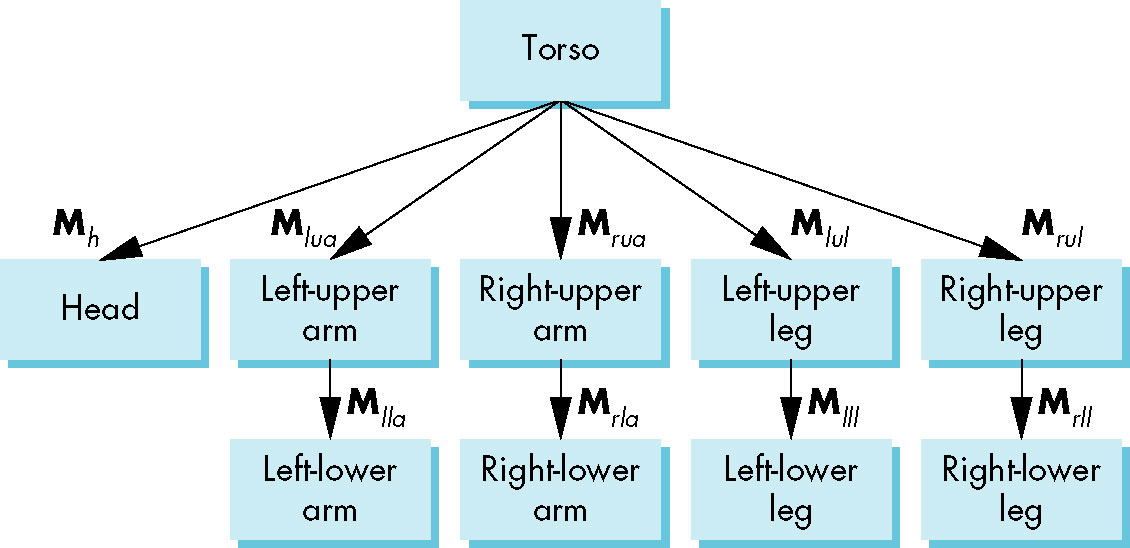 Torso
M_h
M_lua
M_rua
M_lul
M_rul
Head
Left-upper
arm
Right-upper
arm
Left-upper
leg
Right-upper
leg
M_lla
M_rla
M_lll
M_rll
Left-lower
arm
Right-lower
arm
Left-lower
leg
Right-lower
leg